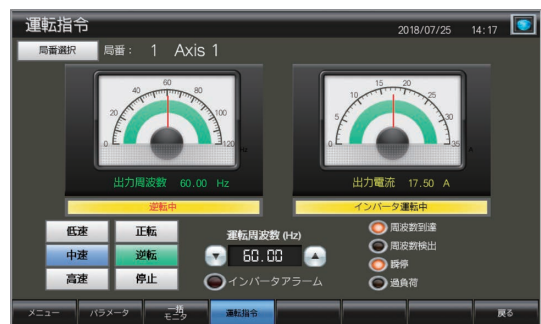 運転指令
2018/07/25 14:17
局番選択 局番： 1 Axis 1
0 20 40 60 80 100 120 Hz
0 5 10 15 20 25 30 35 A
出力周波数 60.00 Hz
出力電流 17.50 A
逆転中
インバータ運転中
低速 正転
中速 逆転
高速 停止
運転周波数 (Hz)
60.00
インバータアラーム
周波数到達
周波数検出
瞬停
過負荷
メニュー パラメータ 一括モニタ 運転指令 戻る